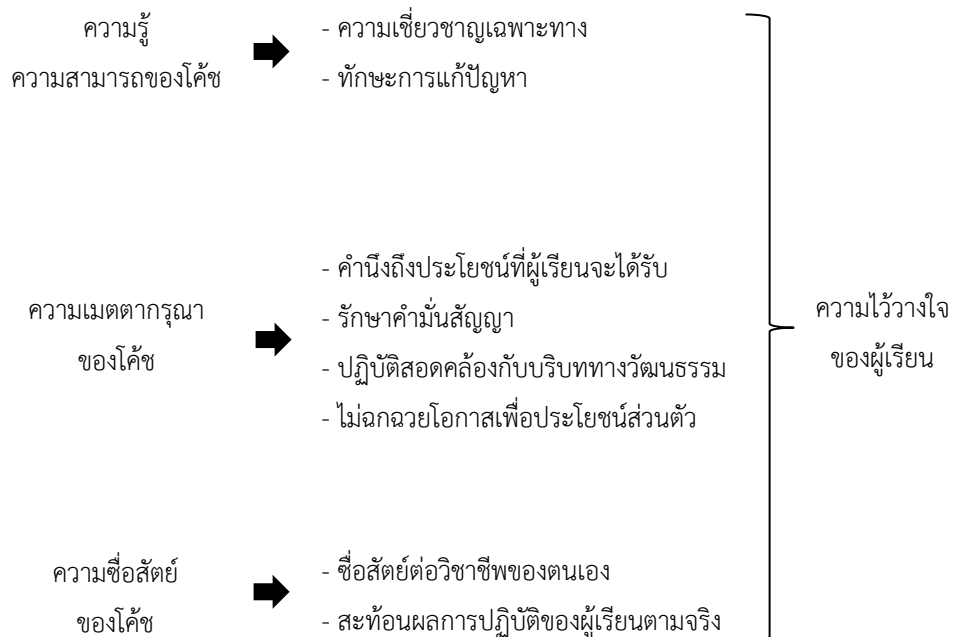 ความรู้
ความสามารถของโค้ช
- ความเชี่ยวชาญเฉพาะทาง
- ทักษะการแก้ปัญหา
ความเมตตากรุณา
ของโค้ช
- คำนึงถึงประโยชน์ที่ผู้เรียนจะได้รับ
- รักษาคำมั่นสัญญา
- ปฏิบัติสอดคล้องกับบริบททางวัฒนธรรม
- ไม่ฉกฉวยโอกาสเพื่อประโยชน์ส่วนตัว
ความซื่อสัตย์
ของโค้ช
- ซื่อสัตย์ต่อวิชาชีพของตนเอง
- สะท้อนผลการปฏิบัติของผู้เรียนตามจริง
ความไว้วางใจ
ของผู้เรียน